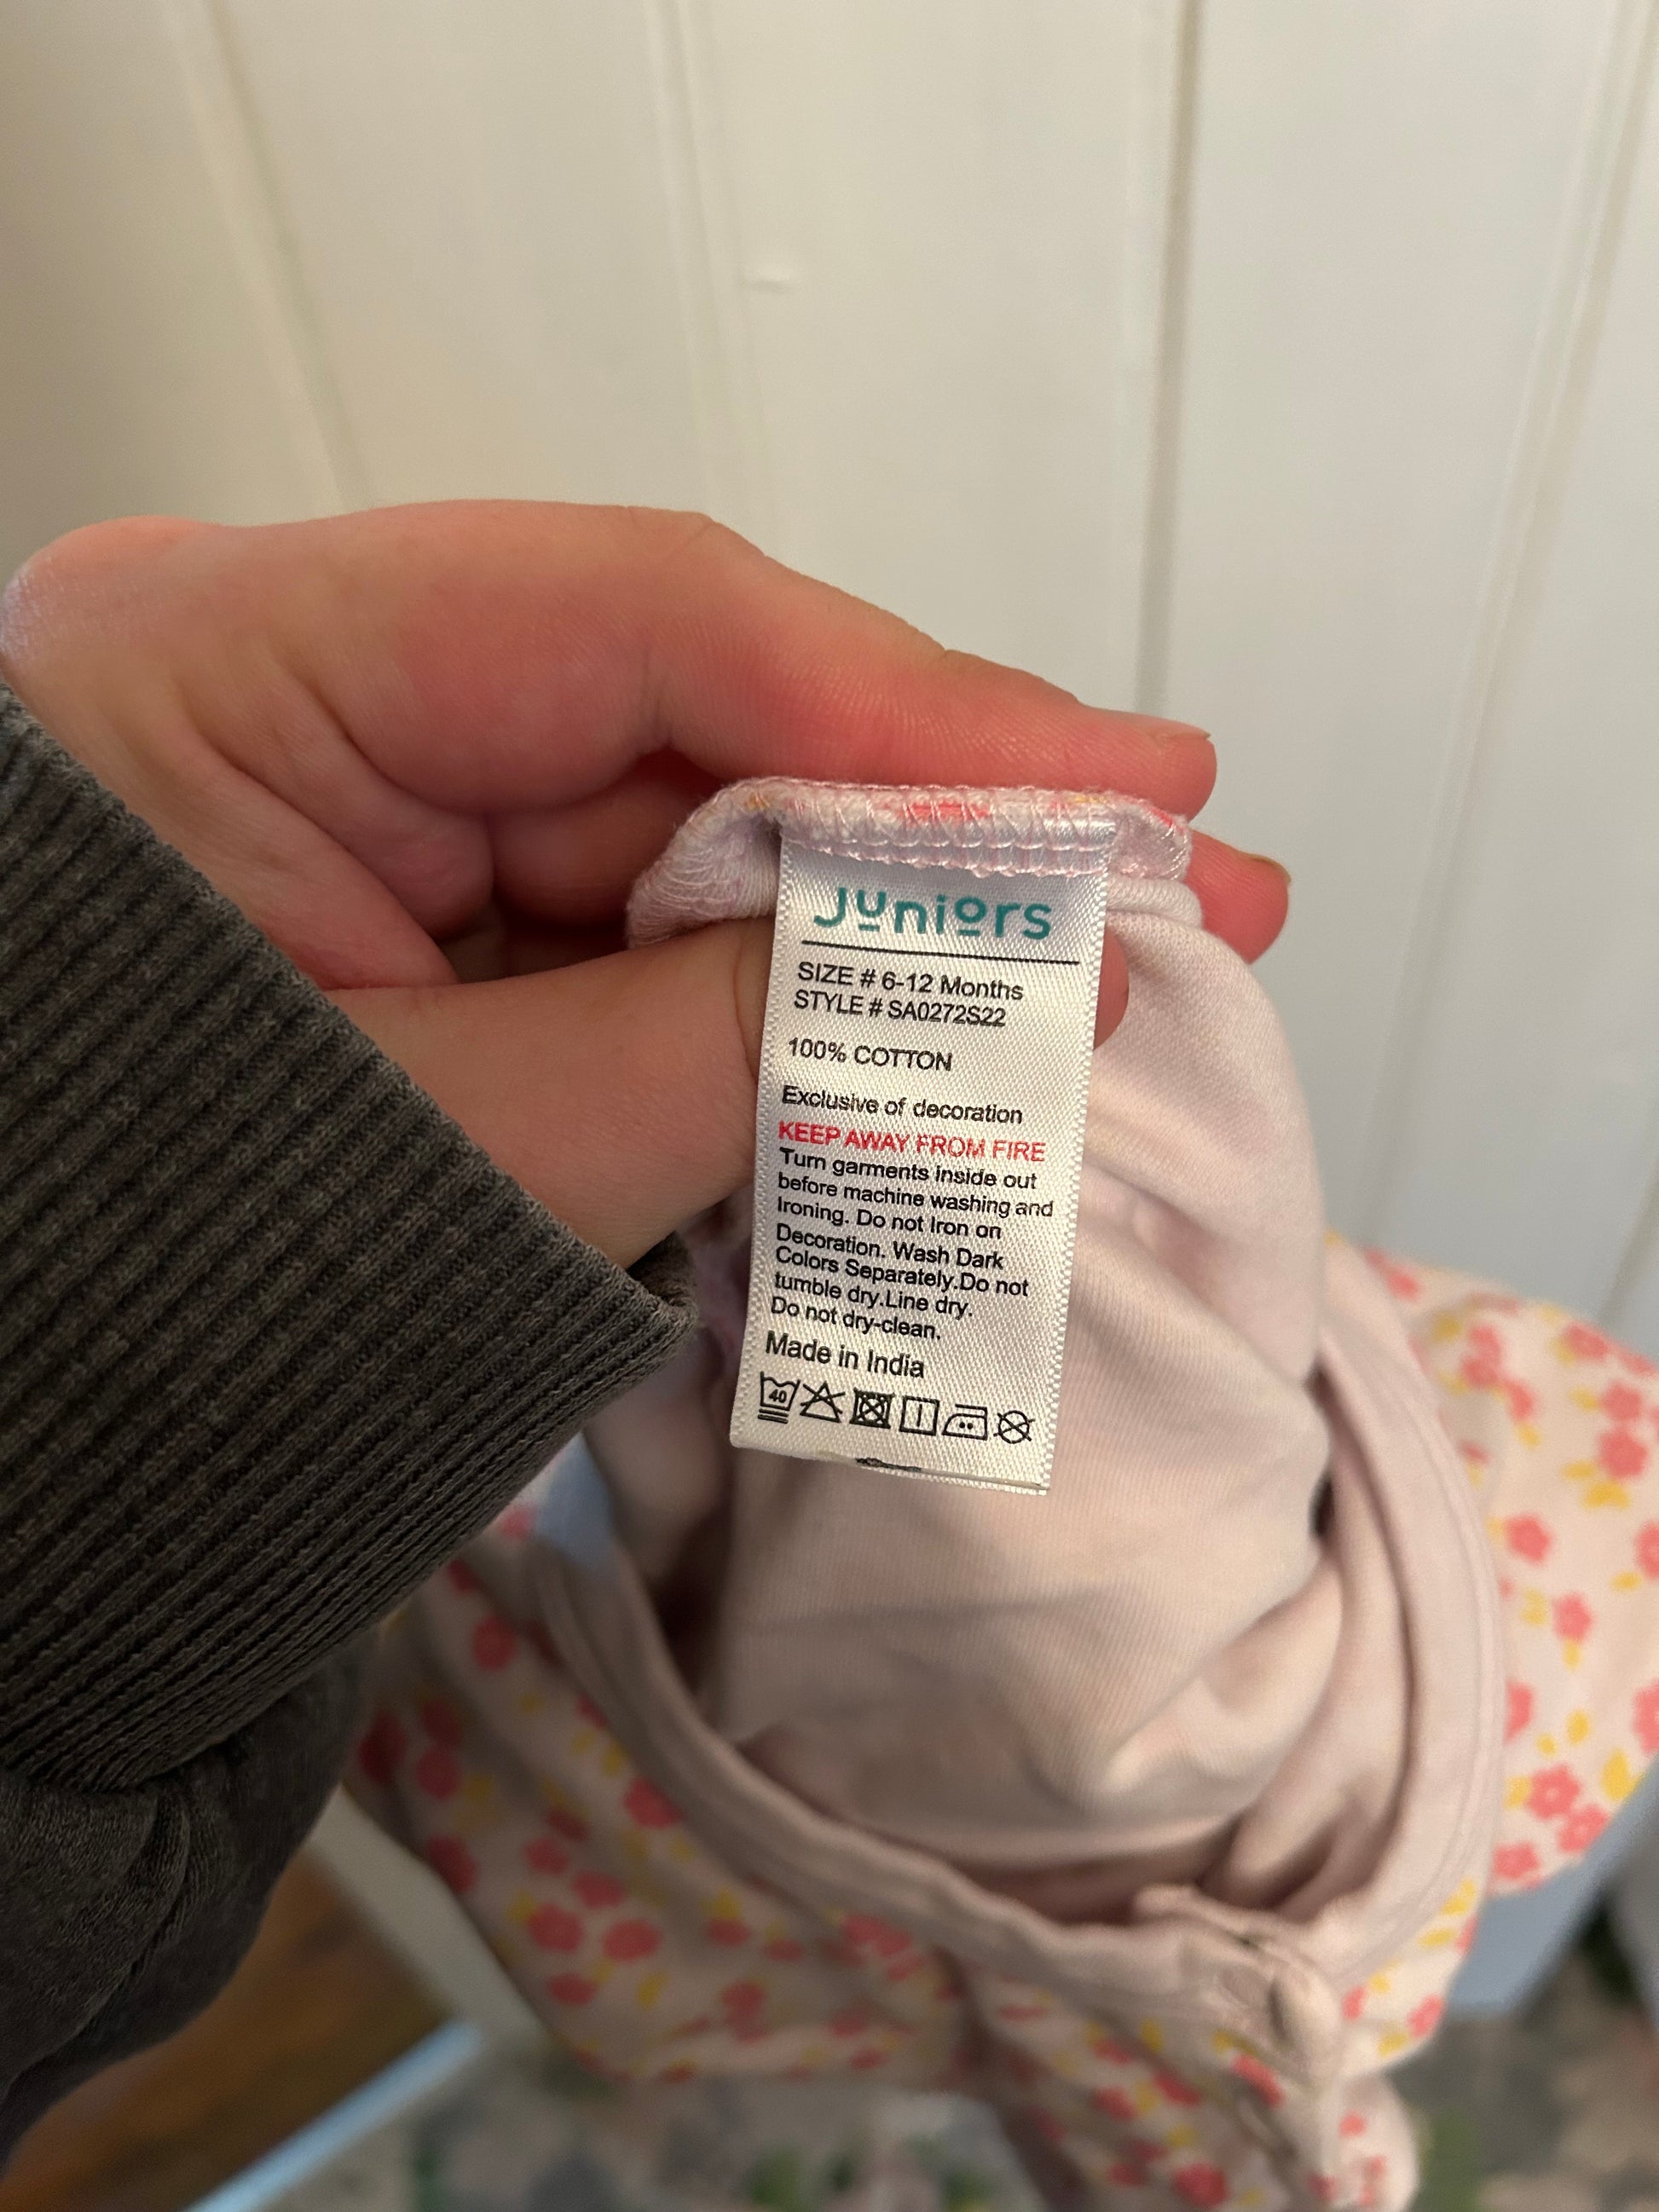 Juniors
SIZE # 6-12 Months
STYLE # SA0272S22
100% COTTON
Exclusive of decoration
KEEP AWAY FROM FIRE
Turn garments inside out
before machine washing and
Ironing. Do not Iron on
Decoration. Wash Dark
Colors Separately.Do not
tumble dry.Line dry.
Do not dry-clean.
Made in India
40